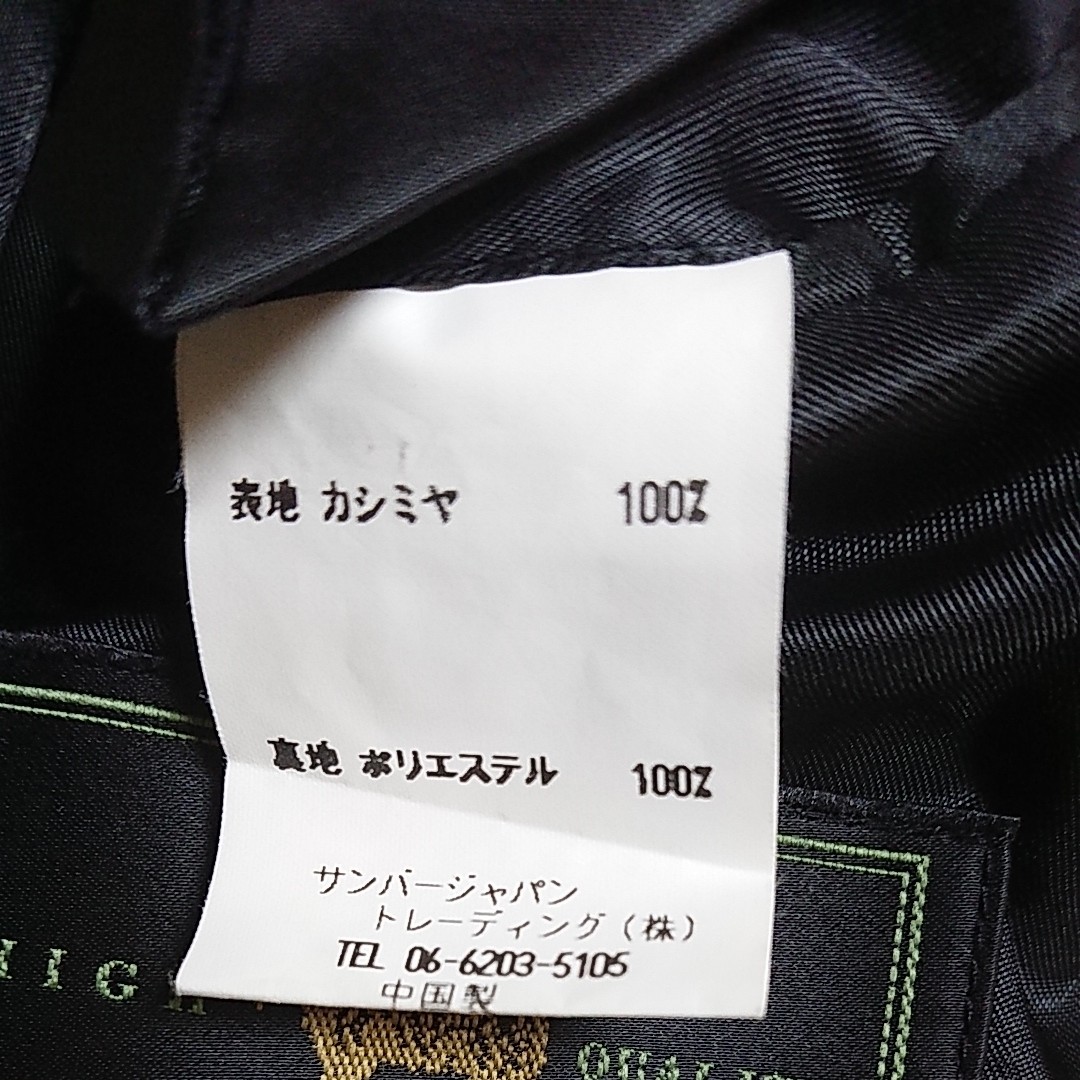 表地 カシミヤ 100%
裏地 ポリエステル 100%
サンバージャパン
トレーディング(株)
TEL 06-6203-5105
中国製
HIGH